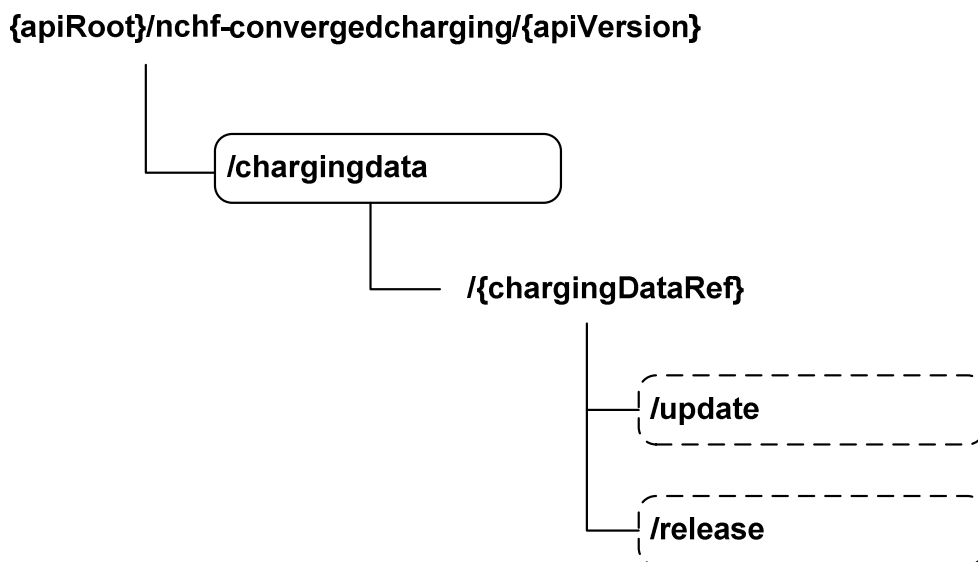 {apiRoot}/nchf-convergedcharging/{apiVersion}
/chargingdata
/{chargingDataRef}
/update
/release